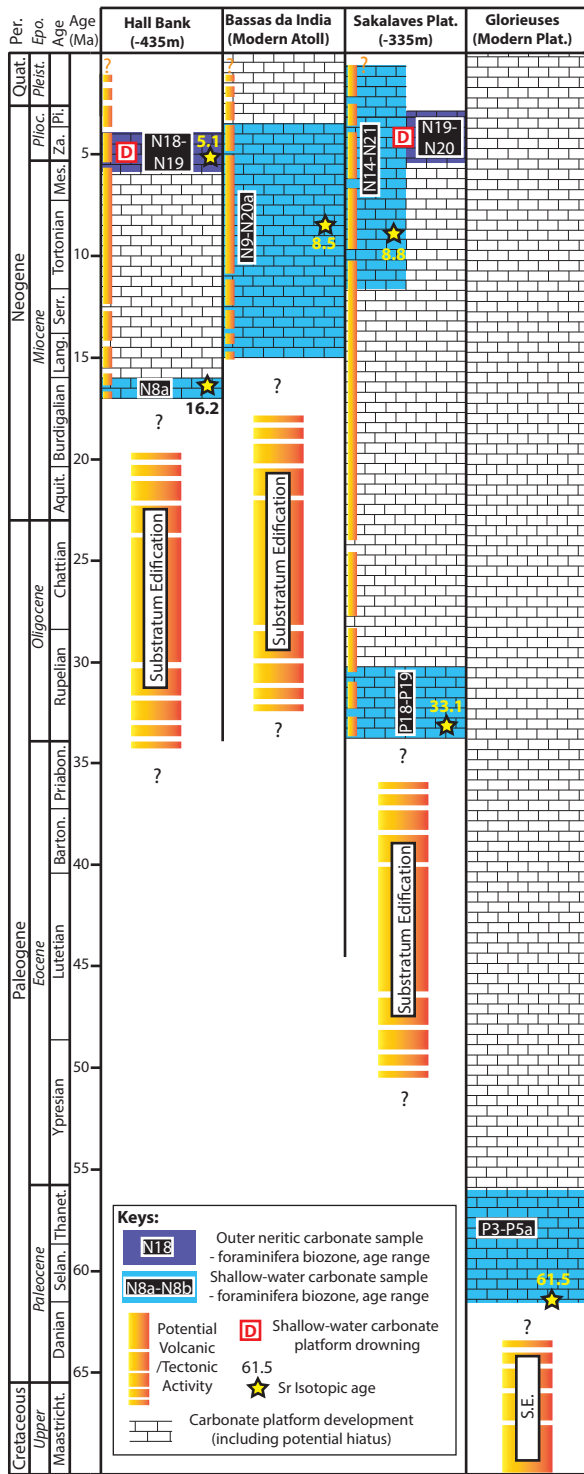 Per.
Epo.
Age
Age
(Ma)
Hall Bank
(-435m)
Bassas da India
(Modern Atoll)
Sakalaves Plat.
(-335m)
Glorieuses
(Modern Plat.)
Quat.
Neogene
Paleogene
Cretaceous
Pleist.
Plioc.
Miocene
Oligocene
Eocene
Paleocene
Upper
Pi.
Za.
Mes.
Tortonian
Serr.
Lang.
Burdigalian
Aquit.
Chattian
Rupelian
Priabon.
Barton.
Lutetian
Ypresian
Thanet.
Selan.
Danian
Maastricht.
5
10
15
20
25
30
35
40
45
50
55
60
65
?
D
N18-
N19
5.1
N8a
16.2
?
Substratum Edification
?
?
N9-N20a
8.5
?
Substratum Edification
?
?
N14-N21
D
N19-
N20
8.8
P18-P19
33.1
?
Substratum Edification
?
P3-P5a
61.5
?
S.E.
Keys:
N18
Outer neritic carbonate sample
- foraminifera biozone, age range
N8a-N8b
Shallow-water carbonate sample
- foraminifera biozone, age range
Potential
Volcanic
/Tectonic
Activity
D
Shallow-water carbonate
platform drowning
61.5
Sr Isotopic age
Carbonate platform development
(including potential hiatus)